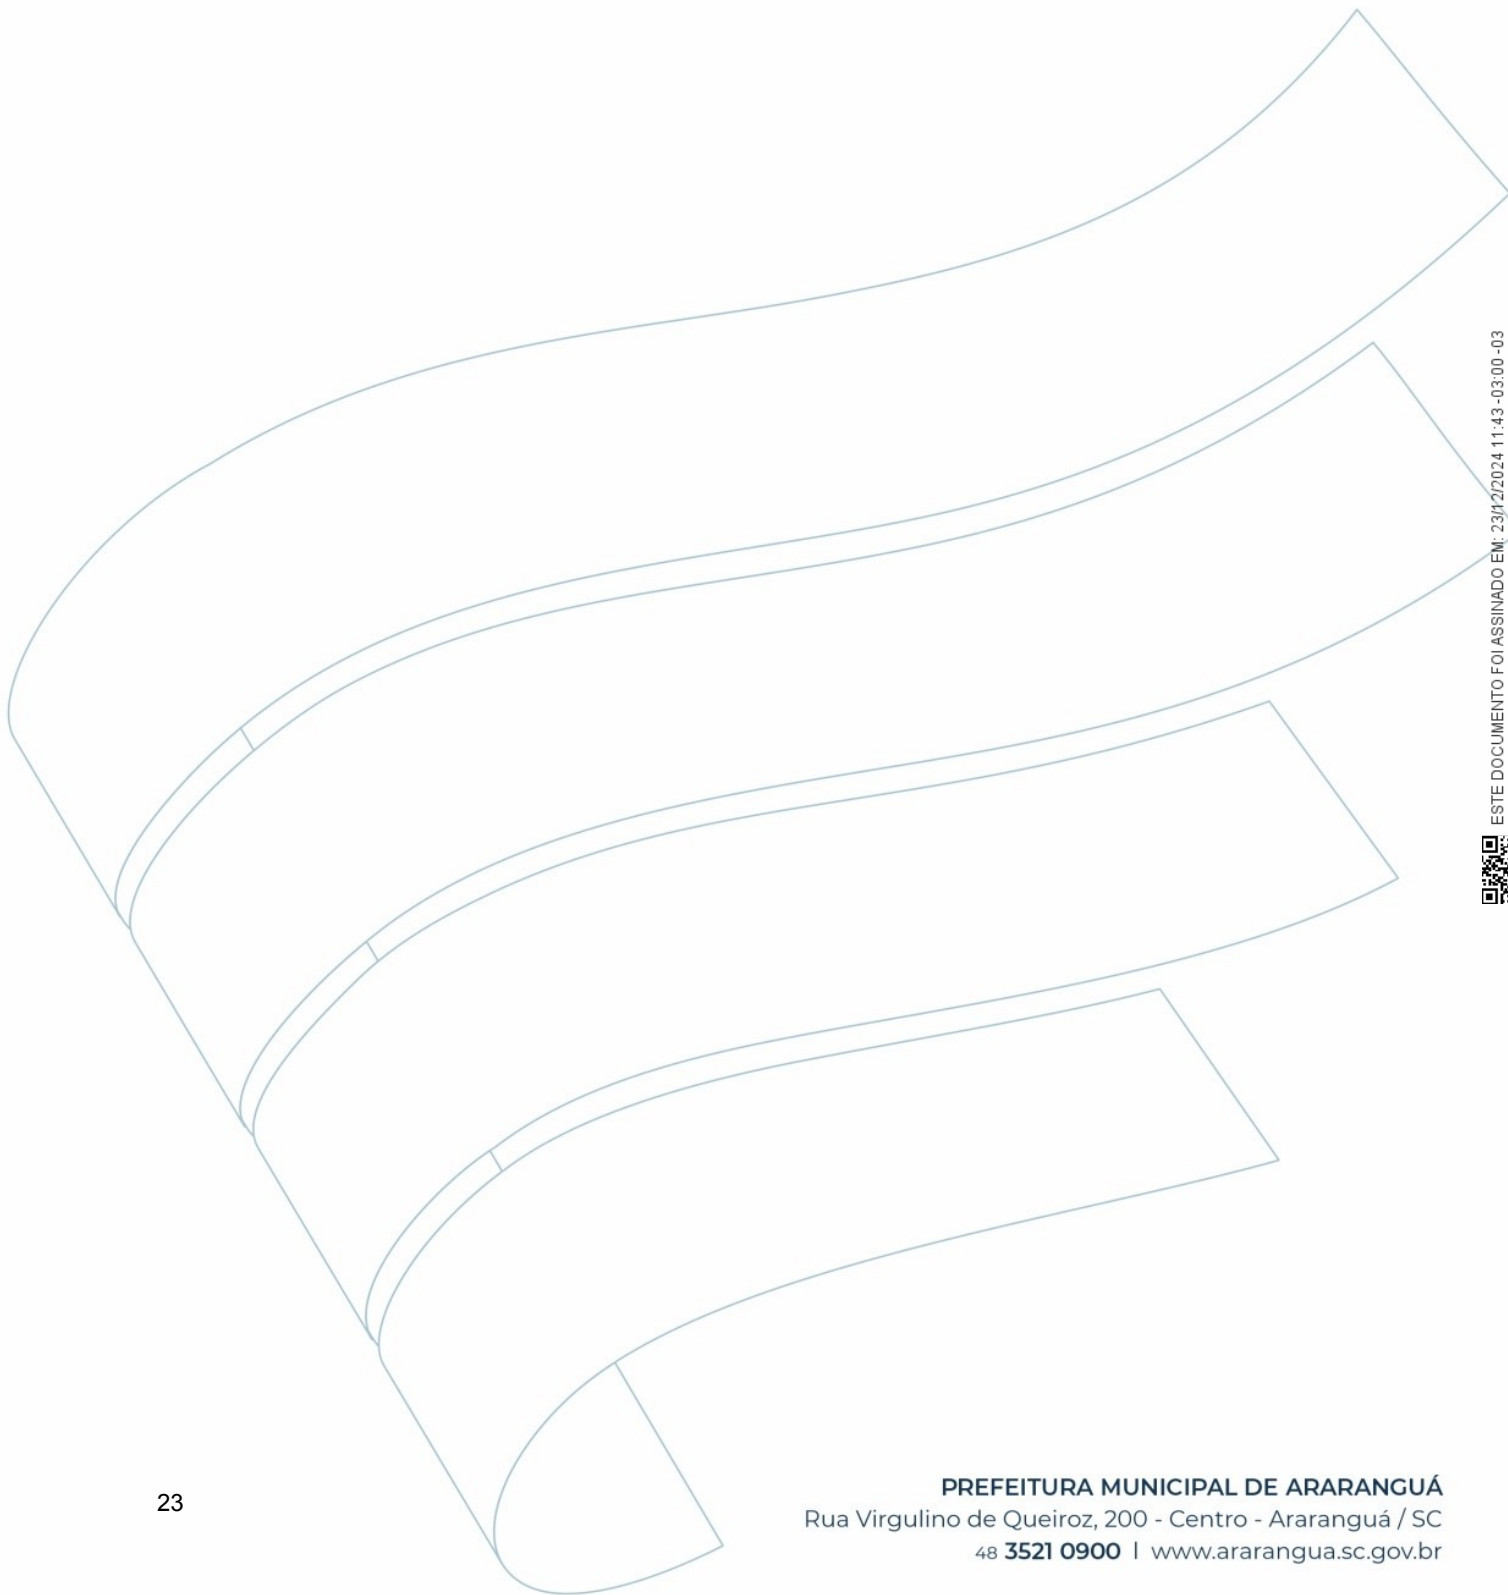 ESTE DOCUMENTO FOI ASSINADO EM: 23/12/2024 11:43 -03:00 -03
23
PREFEITURA MUNICIPAL DE ARARANGUÁ
Rua Virgulino de Queiroz, 200 - Centro - Araranguá / SC
48 3521 0900 | www.ararangua.sc.gov.br